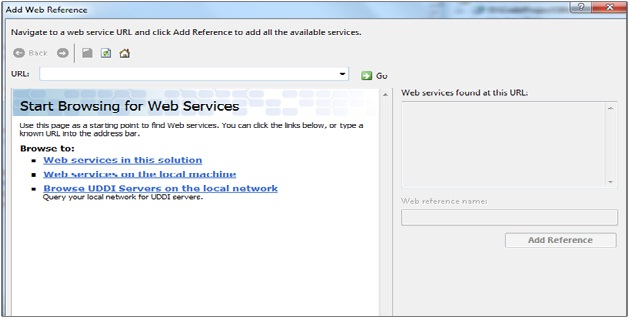 Add Web Reference
Navigate to a web service URL and click Add Reference to add all the available services.
Back
URL:
Go
Start Browsing for Web Services
Use this page as a starting point to find Web services. You can click the links below, or type a
known URL into the address bar.
Browse to:
Web services in this solution
Web services on the local machine
Browse UDDI Servers on the local network
Query your local network for UDDI servers.
Web services found at this URL:
Web reference name:
Add Reference